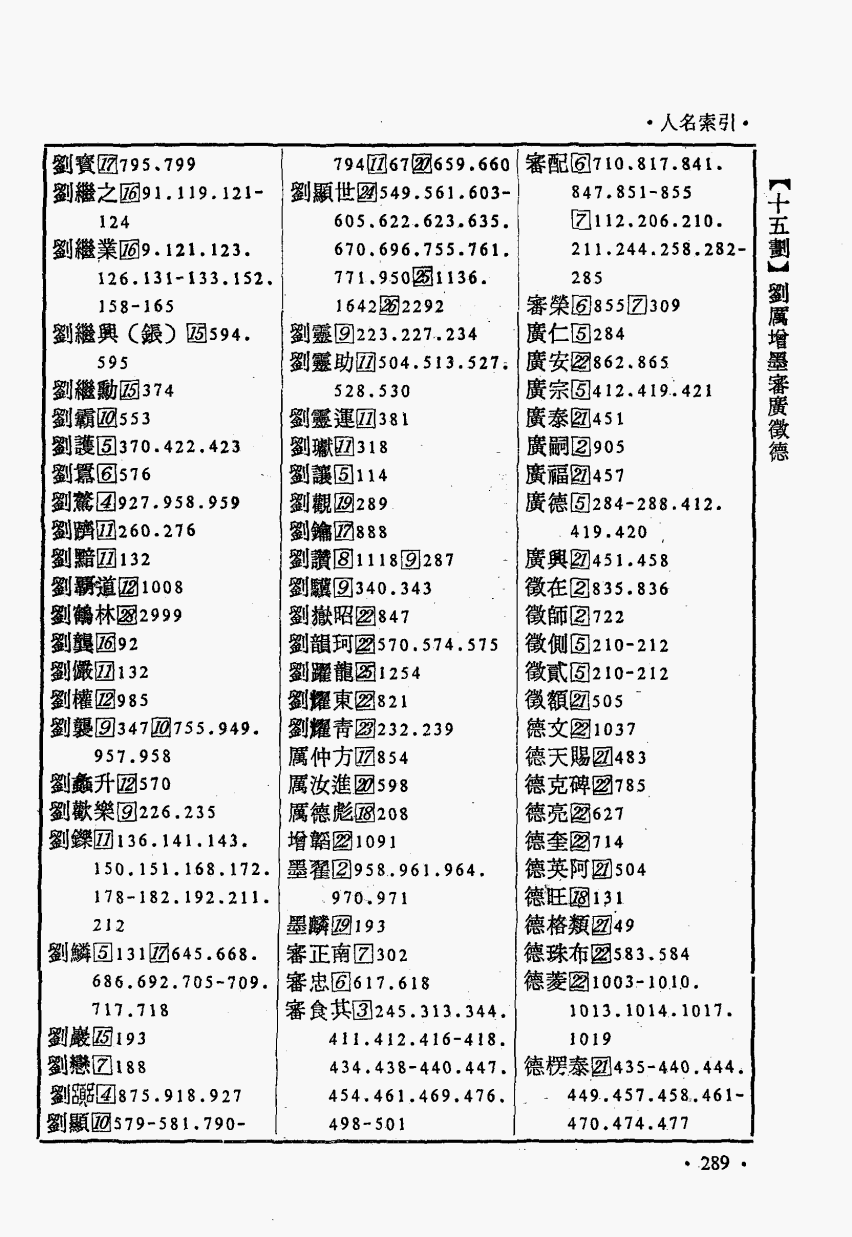 ·人名索引·
劉寶[17]795.799
劉繼之[16]91.119.121-
124
劉繼業[16]9.121.123.
126.131-133.152.
158-165
劉繼興(鋹)[15]594.
595
劉繼勳[15]374
劉霸[10]553
劉護[5]370.422.423
劉囂[6]576
劉驁[4]927.958.959
劉隮[11]260.276
劉黯[11]132
劉霸道[12]1008
劉鶴林[28]2999
劉龔[16]92
劉儼[11]132
劉權[12]985
劉襲[9]347[10]755.949.
957.958
劉蠡升[12]570
劉歡樂[9]226.235
劉鑠[11]136.141.143.
150.151.168.172.
178-182.192.211.
212
劉鱗[5]131[17]645.668.
686.692.705-709.
717.718
劉巖[15]193
劉戀[7]188
劉[4]875.918.927
劉顯[10]579-581.790-
794[11]67[20]659.660
劉顯世[24]549.561.603-
605.622.623.635.
670.696.755.761.
771.950[25]1136.
1642[26]2292
劉靈[9]223.227.234
劉靈助[11]504.513.527.
528.530
劉靈運[11]381
劉瓛[11]318
劉讓[5]114
劉觀[19]289
劉鑰[17]888
劉讚[8]1118[9]287
劉驥[9]340.343
劉嶽昭[22]847
劉韻珂[22]570.574.575
劉躍龍[25]1254
劉耀東[22]821
劉耀靑[23]232.239
厲仲方[17]854
厲汝進[20]598
厲德彪[18]208
增韜[22]1091
墨翟[2]958.961.964.
970.971
墨麟[19]193
審正南[7]302
審忠[6]617.618
審食其[3]245.313.344.
411.412.416-418.
434.438-440.447.
454.461.469.476.
498-501
審配[6]710.817.841.
847.851-855
[7]112.206.210.
211.244.258.282-
285
審榮[6]855[7]309
廣仁[5]284
廣安[22]862.865
廣宗[5]412.419.421
廣泰[21]451
廣嗣[2]905
廣福[21]457
廣德[5]284-288.412.
419.420
廣興[21]451.458
徵在[2]835.836
徵師[2]722
徵側[5]210-212
徵貳[5]210-212
徵額[21]505
德文[22]1037
德天賜[21]483
德克碑[22]785
德亮[22]627
德奎[22]714
德英阿[21]504
德旺[18]131
德格類[21]49
德珠布[22]583.584
德菱[22]1003-1010.
1013.1014.1017.
1019
德楞泰[21]435-440.444.
449.457.458.461-
470.474.477
【十五劃】劉厲增墨審廣徵德
·289·